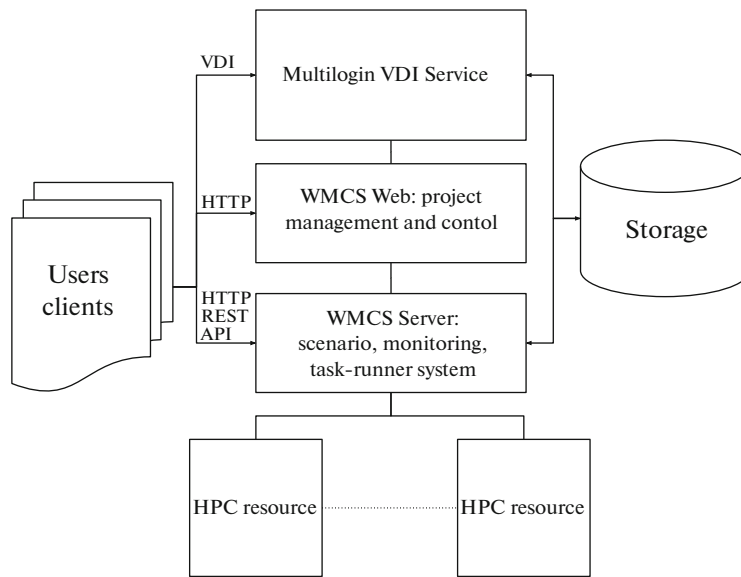 VDI
Multilogin VDI Service
HTTP
WMCS Web: project
management and contol
Storage
Users
clients
HTTP
REST
API
WMCS Server:
scenario, monitoring,
task-runner system
HPC resource
HPC resource